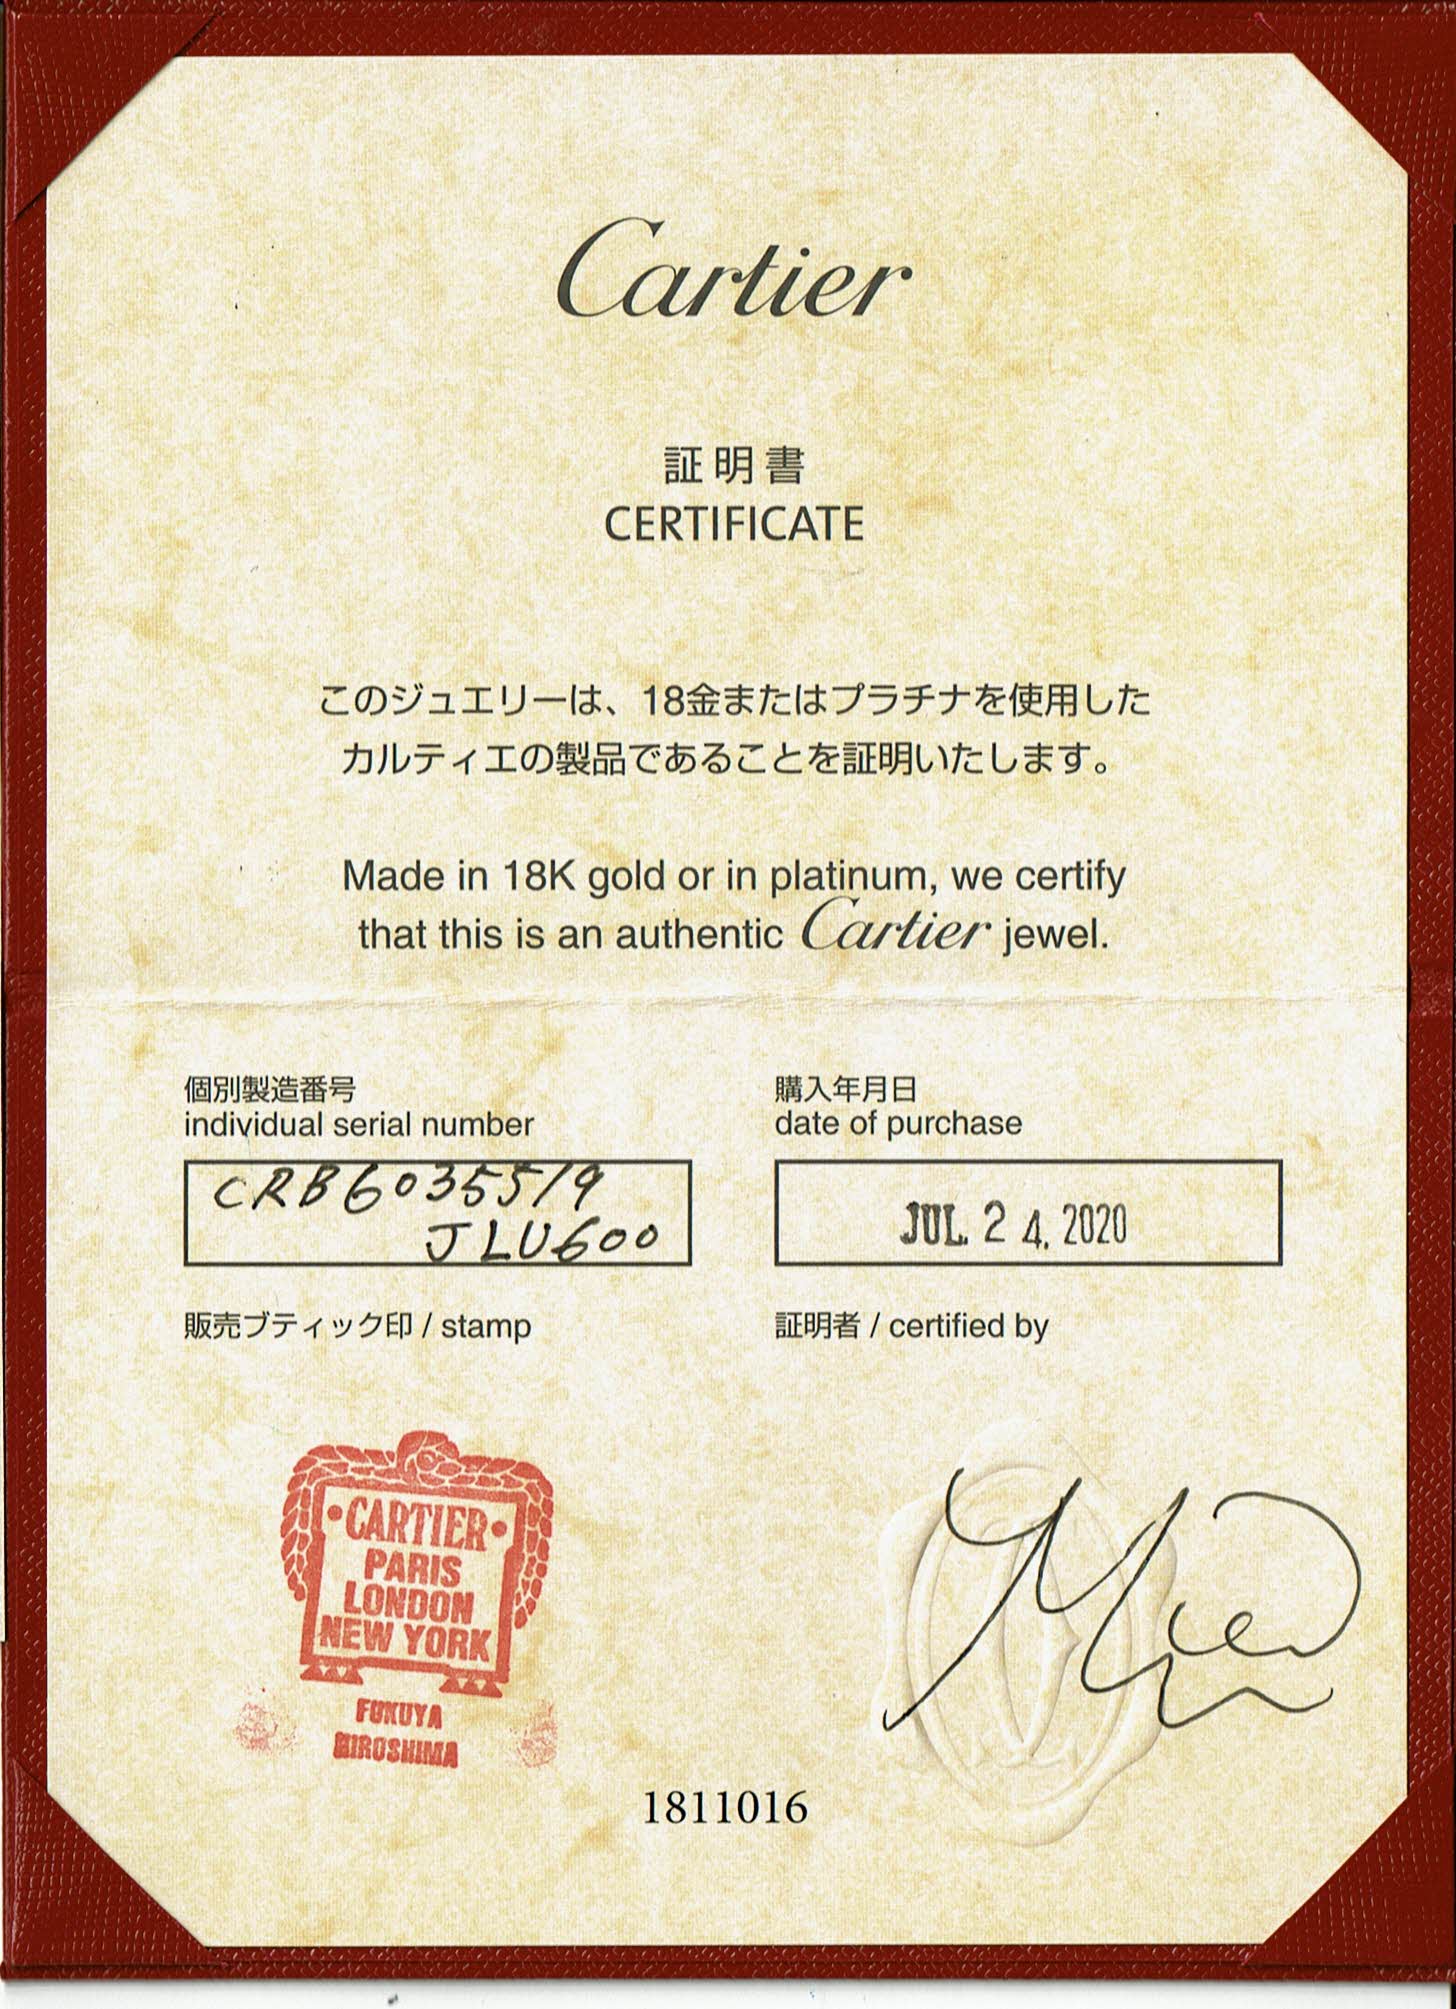 Cartier
証明書
CERTIFICATE
このジュエリーは、18金またはプラチナを使用した
カルティエの製品であることを証明いたします。
Made in 18K gold or in platinum, we certify
that this is an authentic Cartier jewel.
個別製造番号
individual serial number
CRB6035519
JLU600
購入年月日
date of purchase
JUL. 24. 2020
販売ブティック印 / stamp
証明者 / certified by
•CARTIER•
PARIS
LONDON
NEW YORK
FUKUYA
HIROSHIMA
1811016